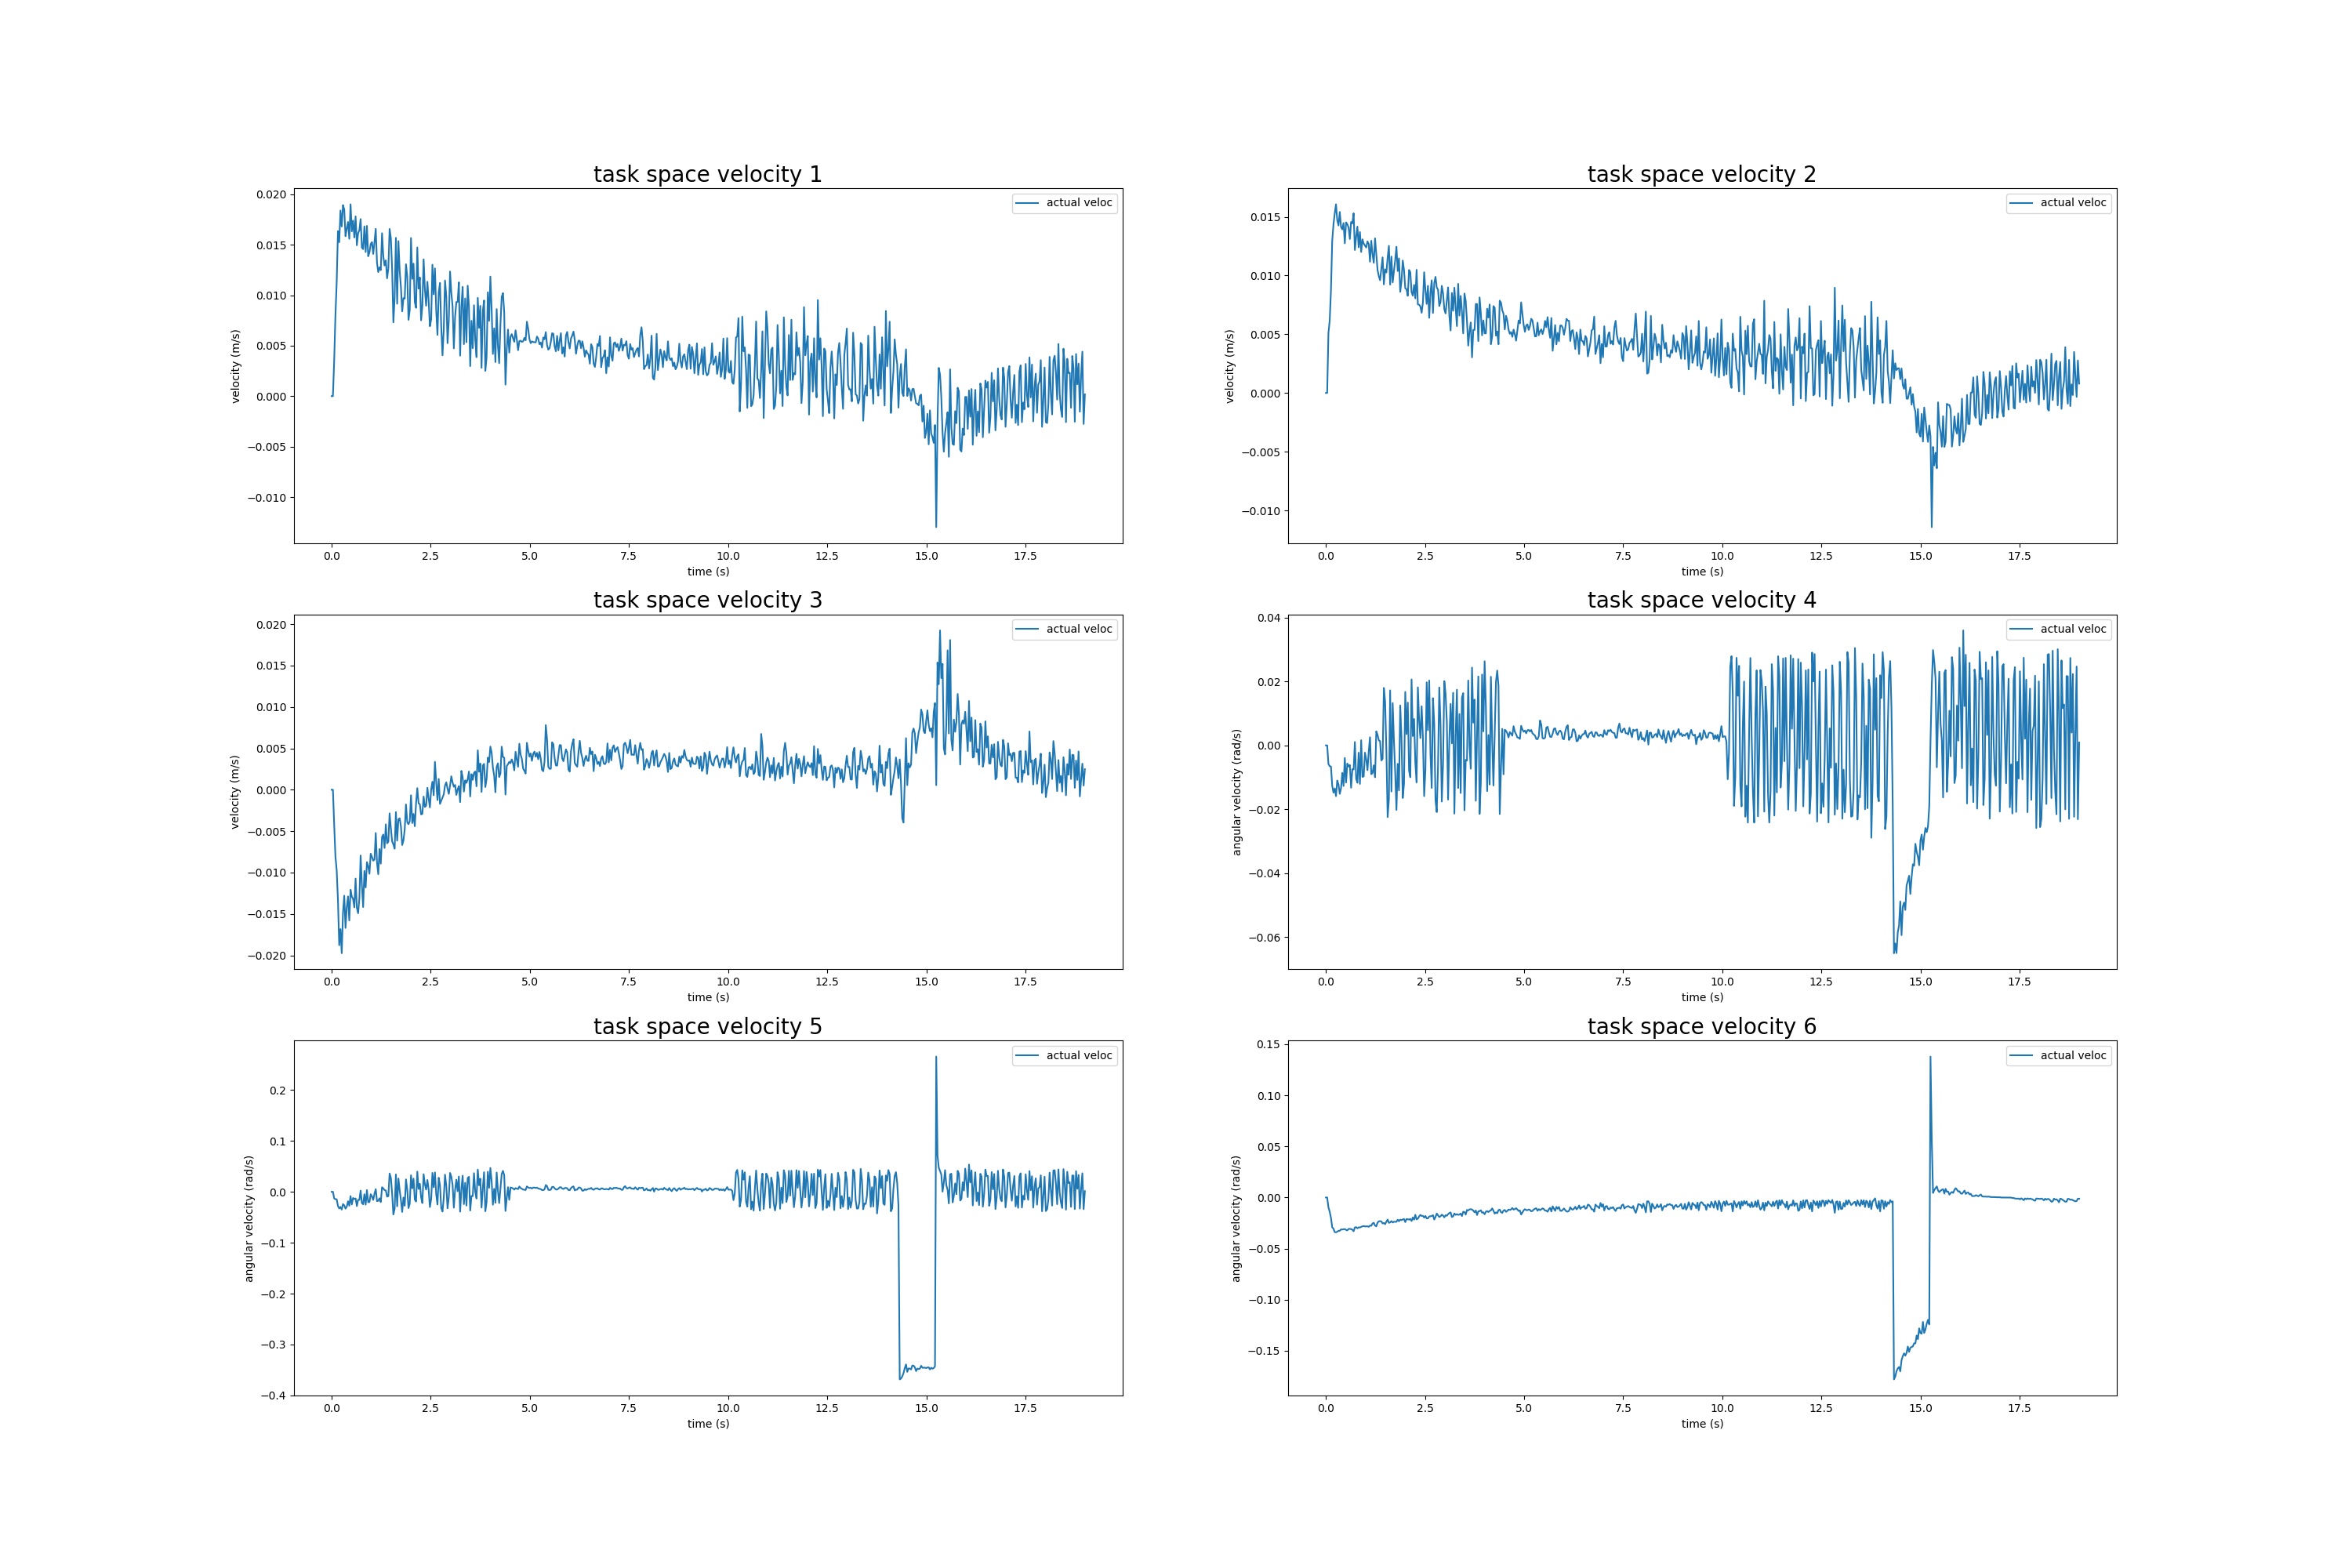 task space velocity 1
actual veloc
velocity (m/s)
0.020
0.015
0.010
0.005
0.000
−0.005
−0.010
0.0 2.5 5.0 7.5 10.0 12.5 15.0 17.5
time (s)
task space velocity 2
actual veloc
velocity (m/s)
0.015
0.010
0.005
0.000
−0.005
−0.010
0.0 2.5 5.0 7.5 10.0 12.5 15.0 17.5
time (s)
task space velocity 3
actual veloc
velocity (m/s)
0.020
0.015
0.010
0.005
0.000
−0.005
−0.010
−0.015
−0.020
0.0 2.5 5.0 7.5 10.0 12.5 15.0 17.5
time (s)
task space velocity 4
actual veloc
angular velocity (rad/s)
0.04
0.02
0.00
−0.02
−0.04
−0.06
0.0 2.5 5.0 7.5 10.0 12.5 15.0 17.5
time (s)
task space velocity 5
actual veloc
angular velocity (rad/s)
0.2
0.1
0.0
−0.1
−0.2
−0.3
−0.4
0.0 2.5 5.0 7.5 10.0 12.5 15.0 17.5
time (s)
task space velocity 6
actual veloc
angular velocity (rad/s)
0.15
0.10
0.05
0.00
−0.05
−0.10
−0.15
0.0 2.5 5.0 7.5 10.0 12.5 15.0 17.5
time (s)